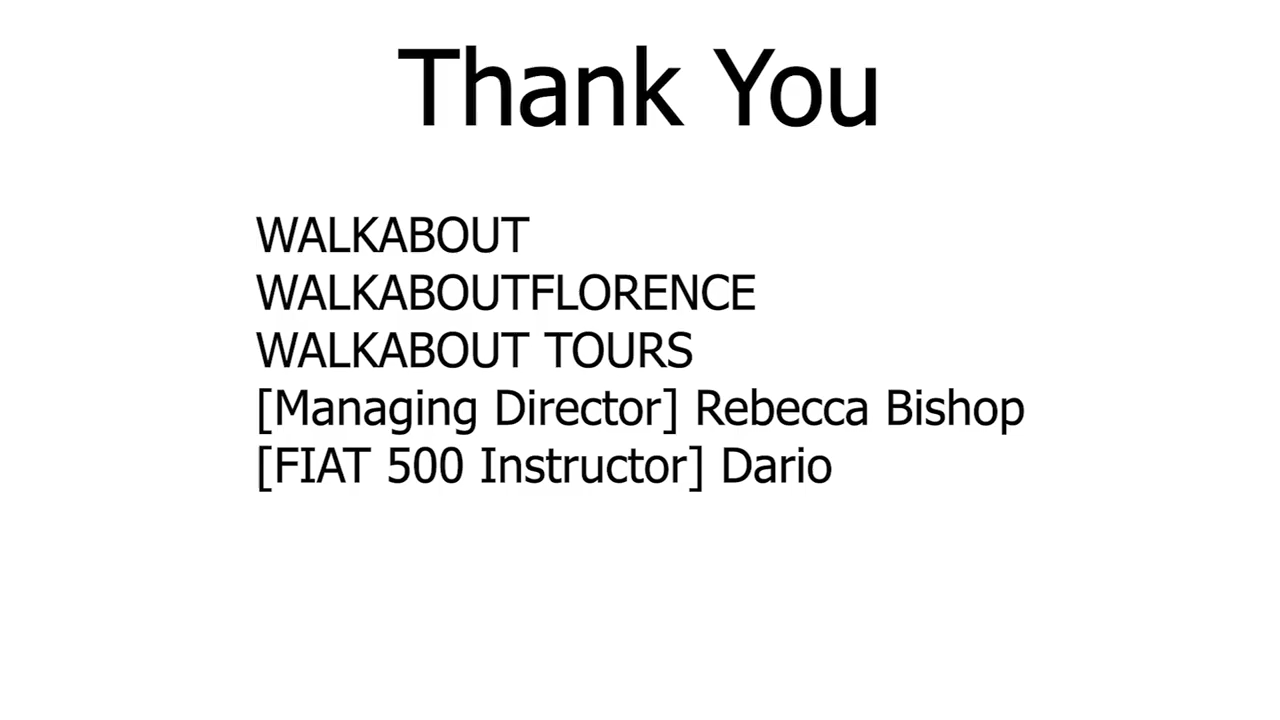 Thank You
WALKABOUT
WALKABOUTFLORENCE
WALKABOUT TOURS
[Managing Director] Rebecca Bishop
[FIAT 500 Instructor] Dario